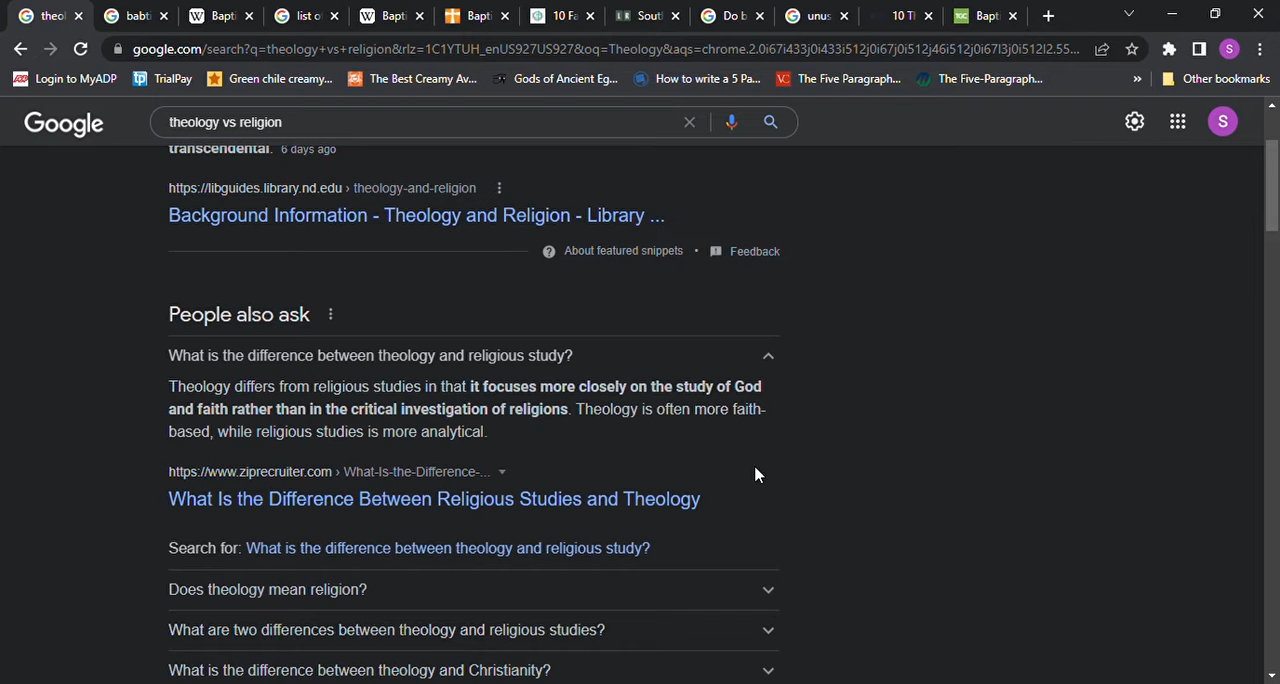 theol
babti
Bapti
list o
Bapti
Bapti
10 Fa
Soutl
Do b
unus
10 Tl
Bapti
google.com/search?q=theology+vs+religion&rlz=1C1YTUH_enUS927US927&oq=Theology&aqs=chrome.2.0i67i433j0i433i512j0i67j0i512j46i512j0i67l3j0i512l2.55...
S
Login to MyADP
TrialPay
Green chile creamy...
The Best Creamy Av...
Gods of Ancient Eg...
How to write a 5 Pa...
The Five Paragraph...
The Five-Paragraph...
»
Other bookmarks
Google
theology vs religion
S
transcendental. 6 days ago
https://libguides.library.nd.edu › theology-and-religion
Background Information - Theology and Religion - Library ...
About featured snippets • Feedback
People also ask
What is the difference between theology and religious study?
Theology differs from religious studies in that it focuses more closely on the study of God
and faith rather than in the critical investigation of religions. Theology is often more faith-
based, while religious studies is more analytical.
https://www.ziprecruiter.com › What-Is-the-Difference-...
What Is the Difference Between Religious Studies and Theology
Search for: What is the difference between theology and religious study?
Does theology mean religion?
What are two differences between theology and religious studies?
What is the difference between theology and Christianity?